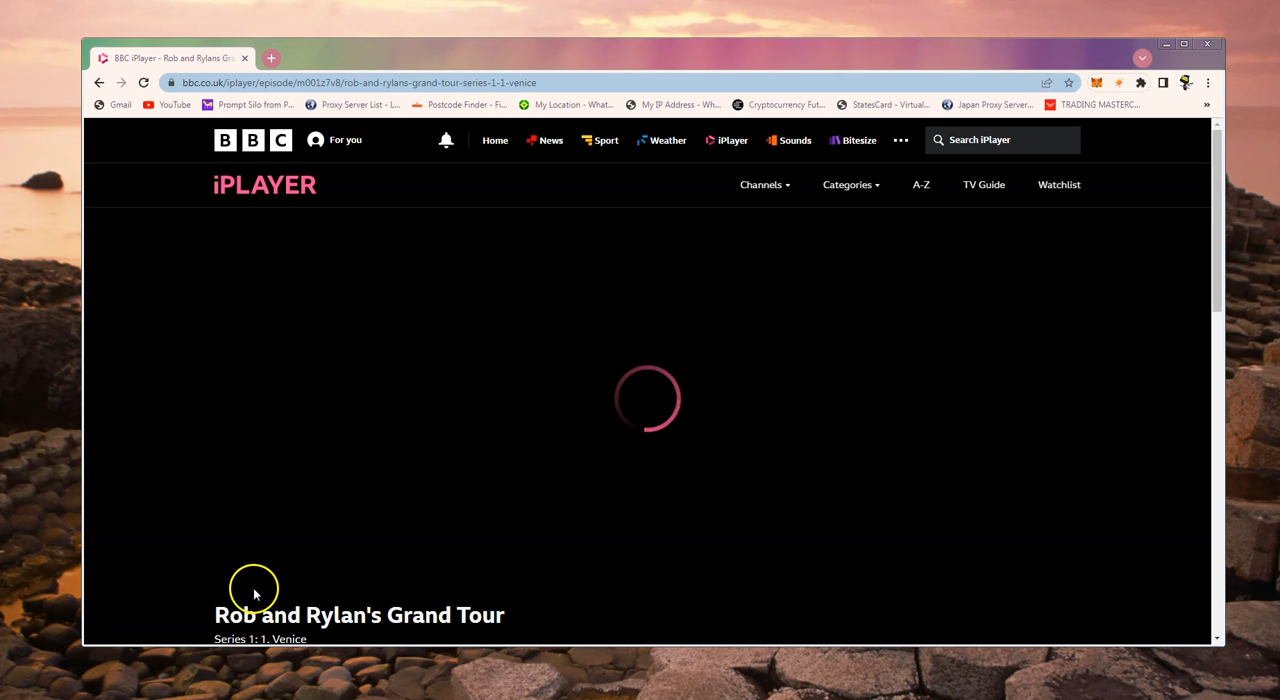 BBC iPlayer - Rob and Rylans Gra
bbc.co.uk/iplayer/episode/m001z7v8/rob-and-rylans-grand-tour-series-1-1-venice
Gmail YouTube Prompt Silo from P... Proxy Server List - L... Postcode Finder - Fi... My Location - What... My IP Address - Wh... Cryptocurrency Fut... StatesCard - Virtual... Japan Proxy Server... TRADING MASTERC... »
BBC For you Home News Sport Weather iPlayer Sounds Bitesize Search iPlayer
iPLAYER Channels Categories A-Z TV Guide Watchlist
Rob and Rylan's Grand Tour
Series 1: 1. Venice